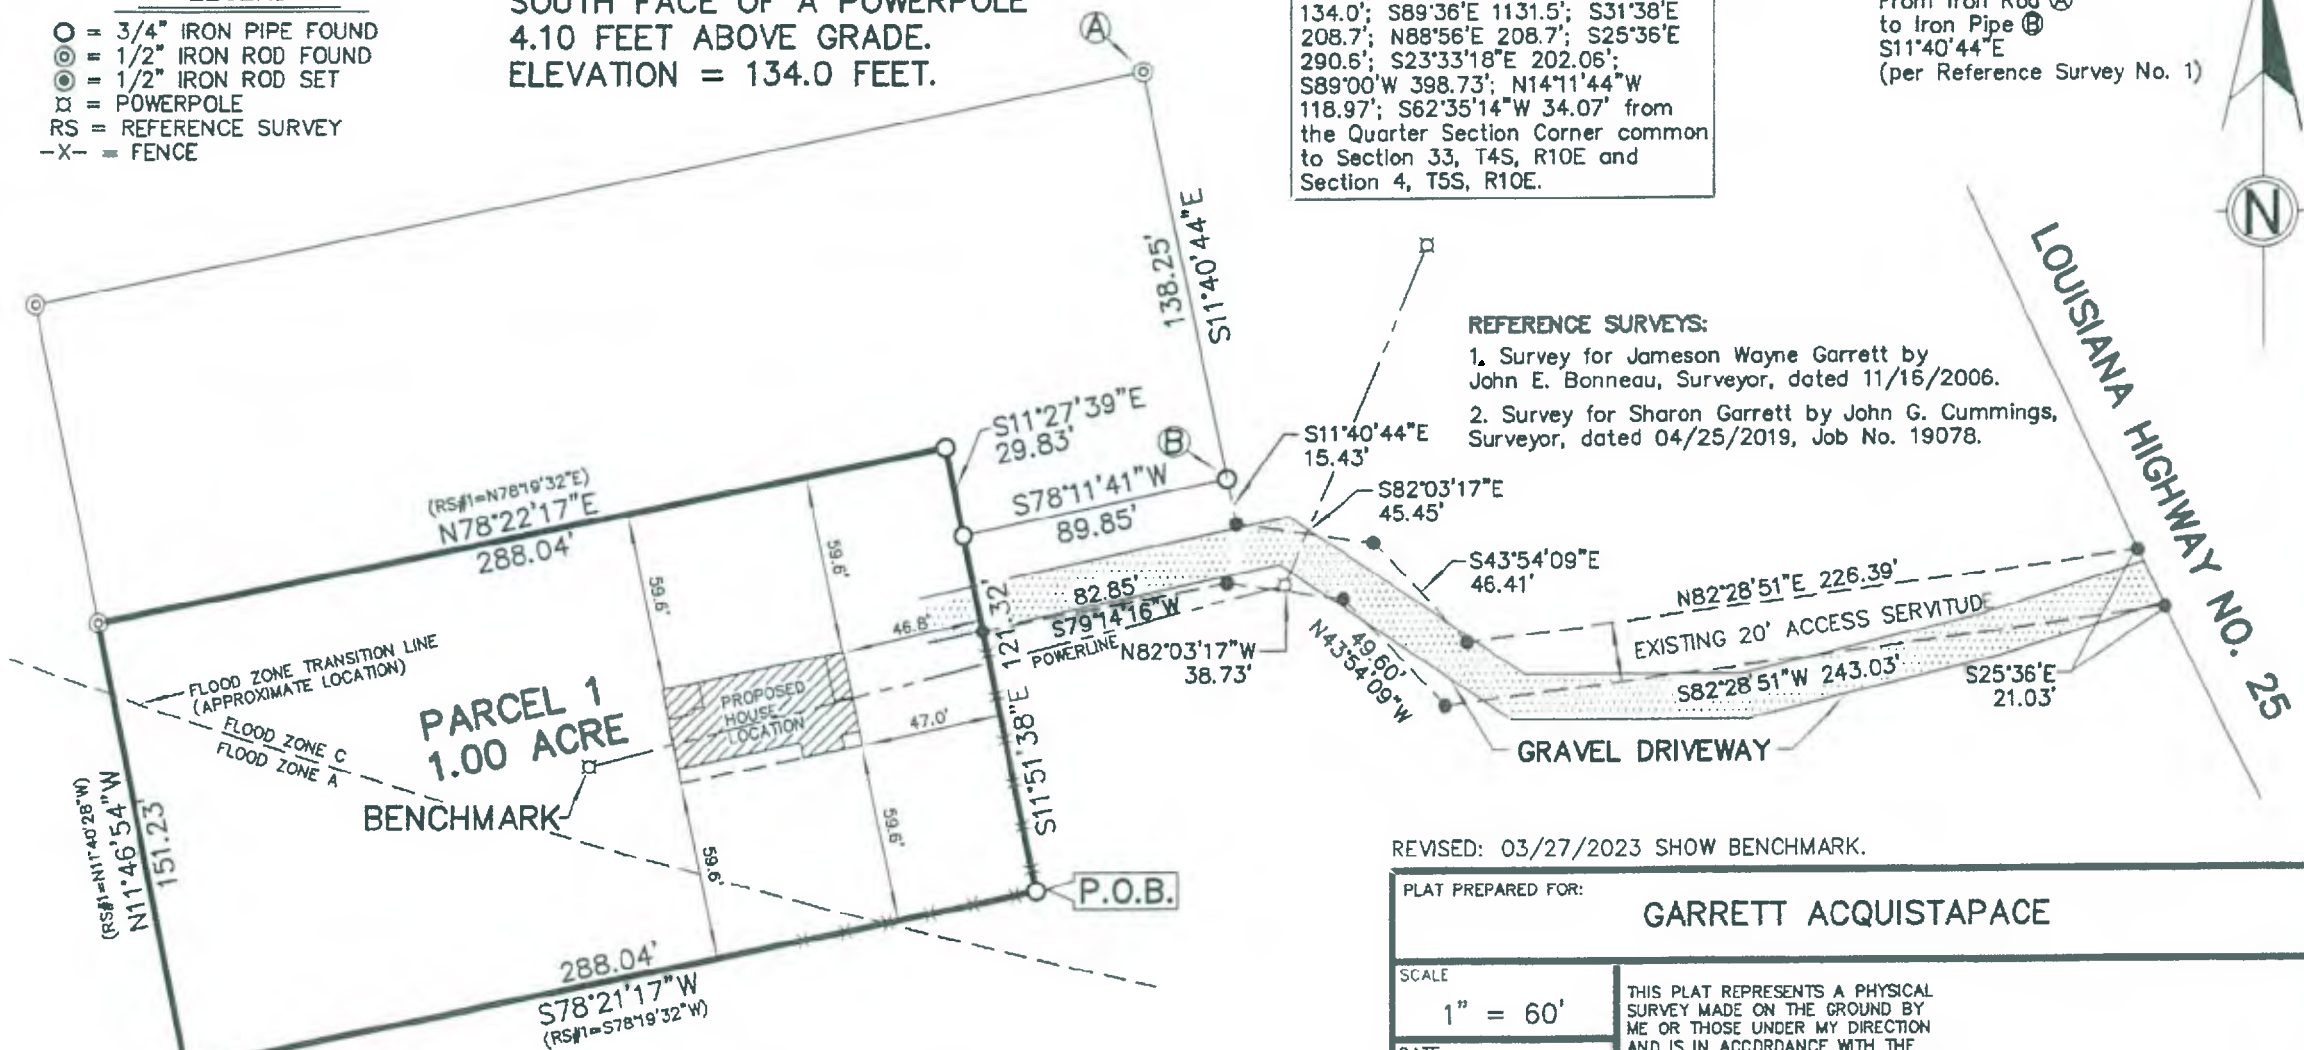 O = 3/4" IRON PIPE FOUND
= 1/2" IRON ROD FOUND
= 1/2" IRON ROD SET
= POWERPOLE
RS = REFERENCE SURVEY
-X- = FENCE
SOUTH FACE OF A POWERPOLE
4.10 FEET ABOVE GRADE.
ELEVATION = 134.0 FEET.
134.0'; S89°36'E 1131.5'; S31°38'E
208.7'; N88°56'E 208.7'; S25°36'E
290.6'; S23°33'18"E 202.06';
S89°00'W 398.73'; N14°11'44"W
118.97'; S62°35'14"W 34.07' from
the Quarter Section Corner common
to Section 33, T4S, R10E and
Section 4, T5S, R10E.
From Iron Rod Ⓐ
to Iron Pipe Ⓑ
S11°40'44"E
(per Reference Survey No. 1)
N
A
138.25'
S11°40'44"E
LOUISIANA HIGHWAY NO. 25
REFERENCE SURVEYS:
1. Survey for Jameson Wayne Garrett by
John E. Bonneau, Surveyor, dated 11/16/2006.
2. Survey for Sharon Garrett by John G. Cummings,
Surveyor, dated 04/25/2019, Job No. 19078.
S11°27'39"E
29.83'
B
S11°40'44"E
15.43'
S78°11'41"W
89.85'
S82°03'17"E
45.45'
S43°54'09"E
46.41'
(RS#1=N78°19'32"E)
N78°22'17"E
288.04'
59.6'
59.6'
46.8'
82.85'
S79°14'16"W
POWERLINE
N82°03'17"W
38.73'
49.60'
N43°54'09"W
N82°28'51"E 226.39'
EXISTING 20' ACCESS SERVITUDE
S82°28'51"W 243.03'
S25°36'E
21.03'
GRAVEL DRIVEWAY
121.32'
S11°51'38"E
FLOOD ZONE TRANSITION LINE
(APPROXIMATE LOCATION)
FLOOD ZONE C
FLOOD ZONE A
PARCEL 1
1.00 ACRE
PROPOSED
HOUSE
LOCATION
47.0'
BENCHMARK
59.6'
59.6'
(RS#1=N11°40'28"W)
N11°46'54"W
151.23'
P.O.B.
288.04'
S78°21'17"W
(RS#1=S78°19'32"W)
REVISED: 03/27/2023 SHOW BENCHMARK.
PLAT PREPARED FOR:
GARRETT ACQUISTAPACE
SCALE
1" = 60'
THIS PLAT REPRESENTS A PHYSICAL
SURVEY MADE ON THE GROUND BY
ME OR THOSE UNDER MY DIRECTION
AND IS IN ACCORDANCE WITH THE